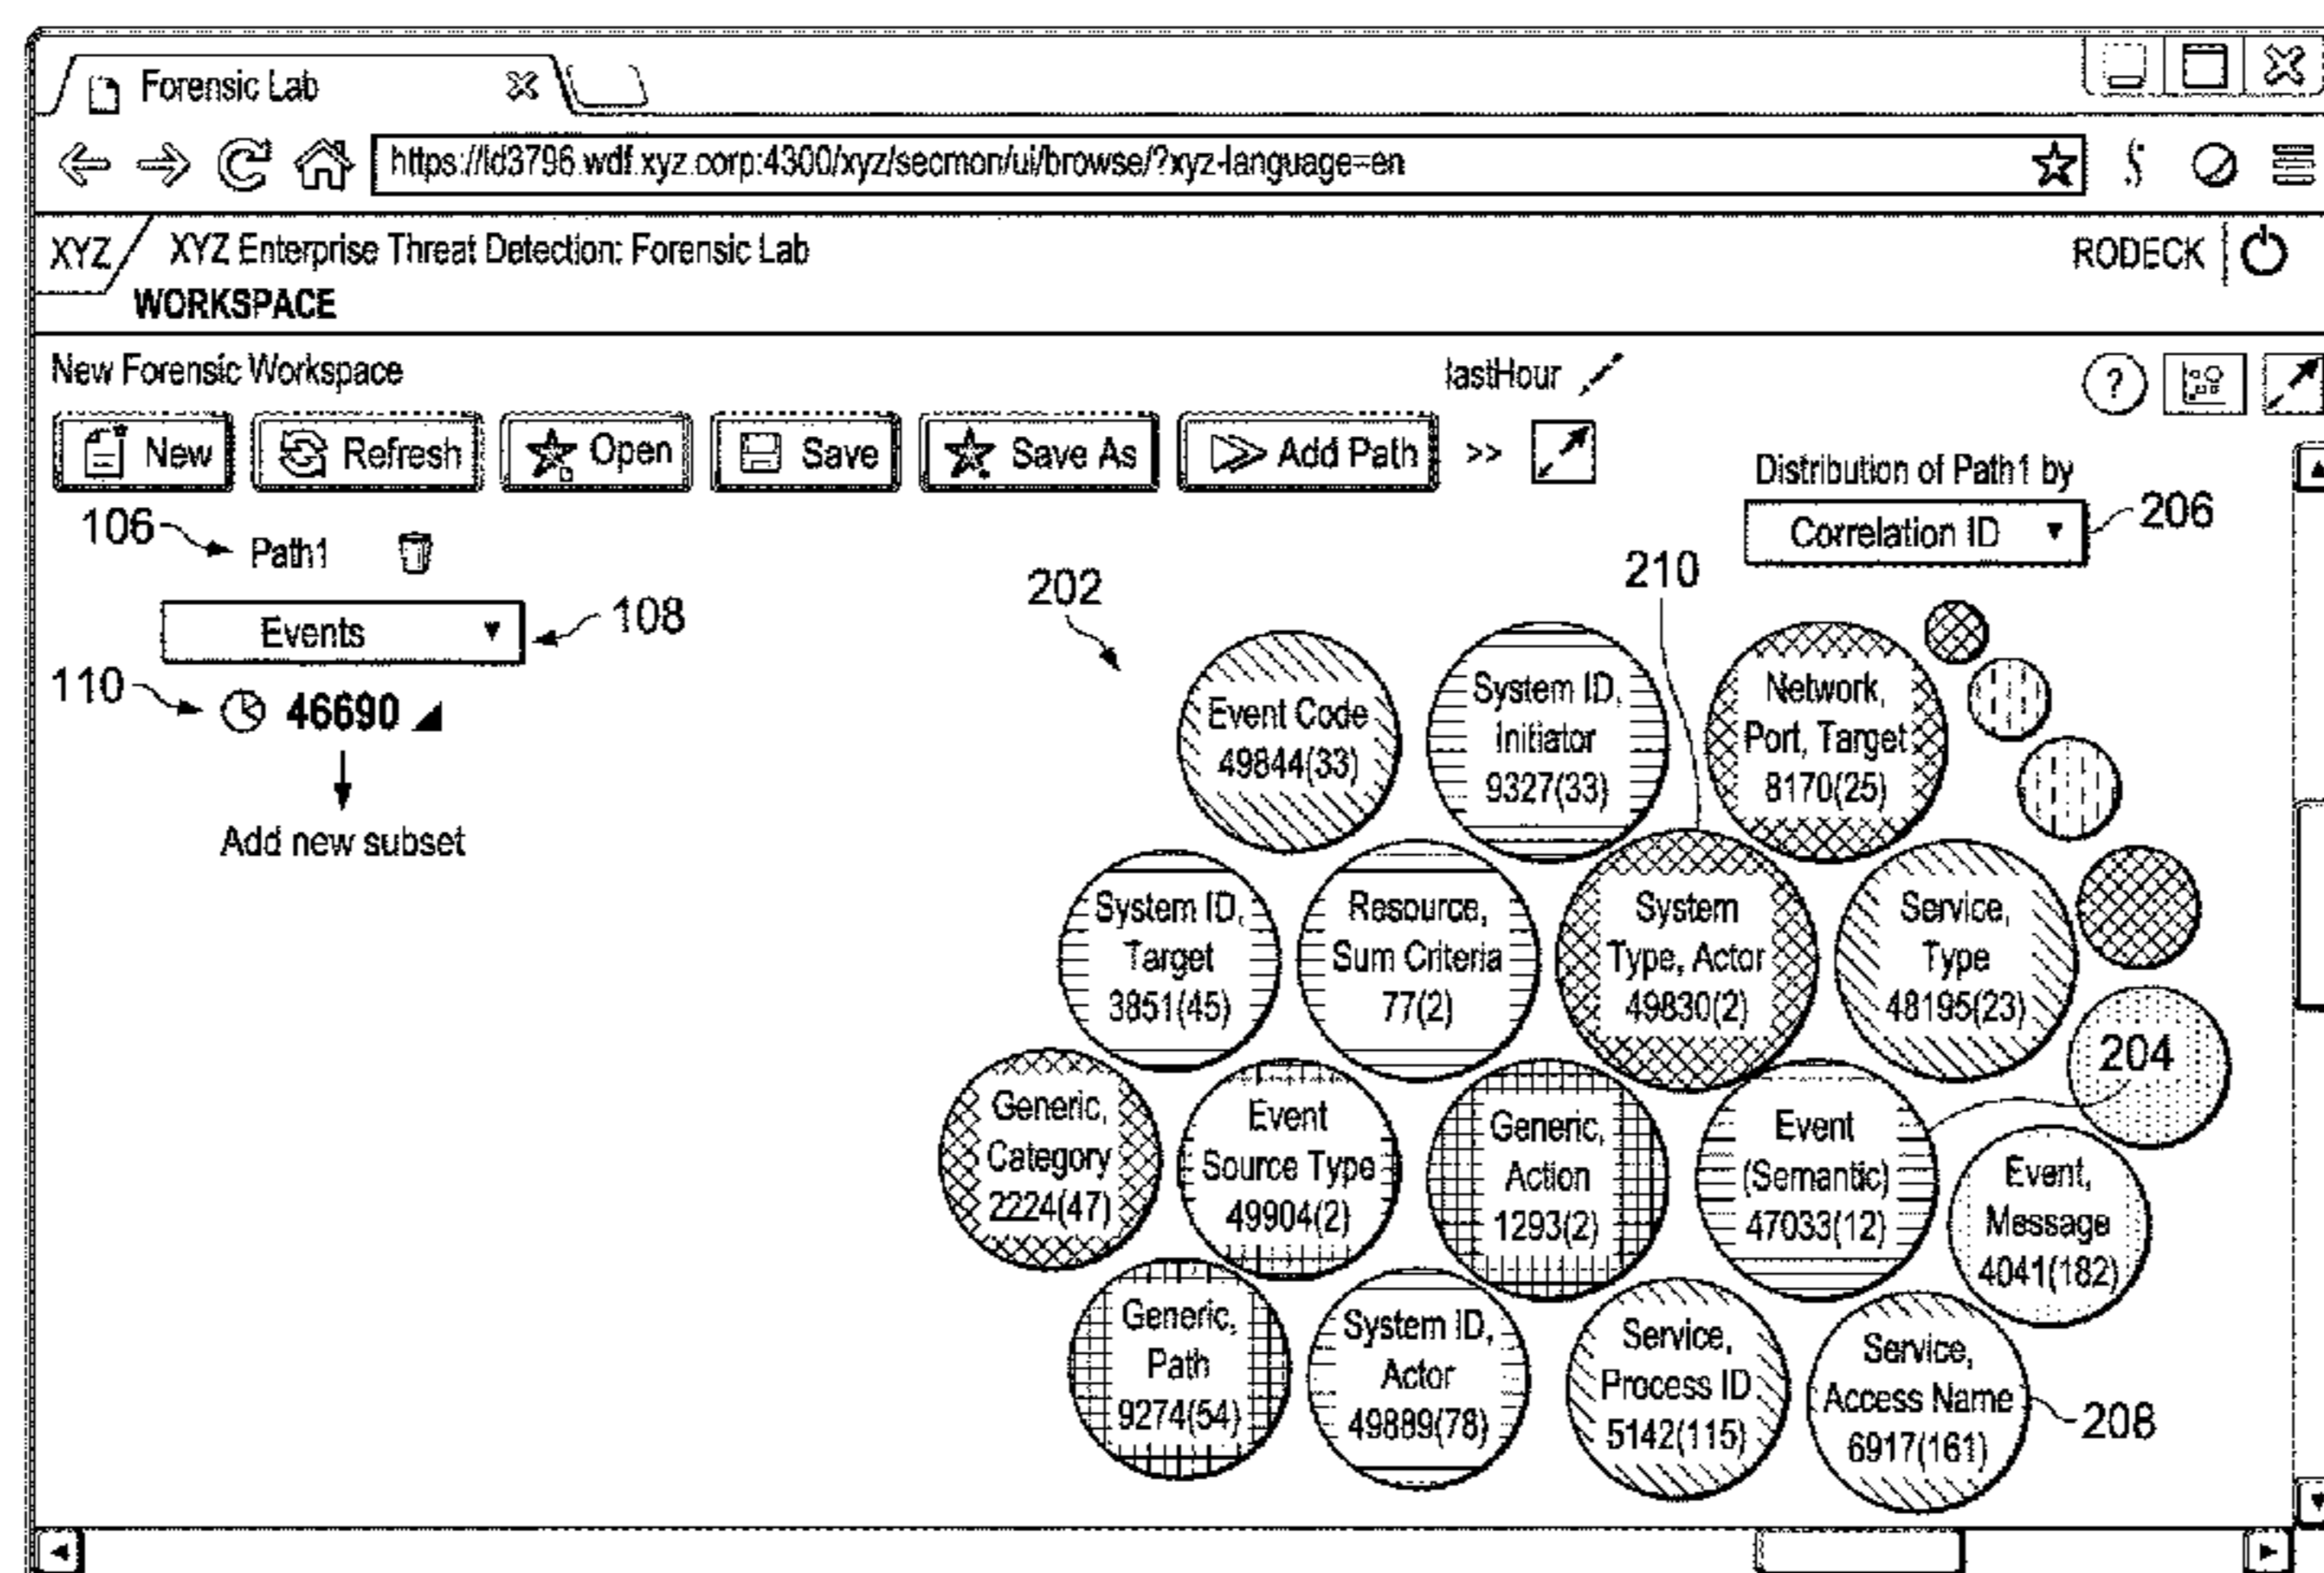 Forensic Lab
https://ld3796.wdf.xyz.corp:4300/xyz/secmon/ui/browse/?xyz-language=en
XYZ
XYZ Enterprise Threat Detection: Forensic Lab
RODECK
WORKSPACE
New Forensic Workspace
lastHour
?
New
Refresh
Open
Save
Save As
Add Path
>>
Distribution of Path1 by
Correlation ID
206
106
Path1
Events
108
110
46690
Add new subset
202
210
Event Code
49844(33)
System ID,
Initiator
9327(33)
Network,
Port, Target
8170(25)
System ID,
Target
3851(45)
Resource,
Sum Criteria
77(2)
System
Type, Actor
49830(2)
Service,
Type
48195(23)
204
Generic,
Category
2224(47)
Event
Source Type
49904(2)
Generic,
Action
1293(2)
Event
(Semantic)
47033(12)
Event,
Message
4041(182)
Generic,
Path
9274(54)
System ID,
Actor
49889(78)
Service,
Process ID
5142(115)
Service,
Access Name
6917(161)
208